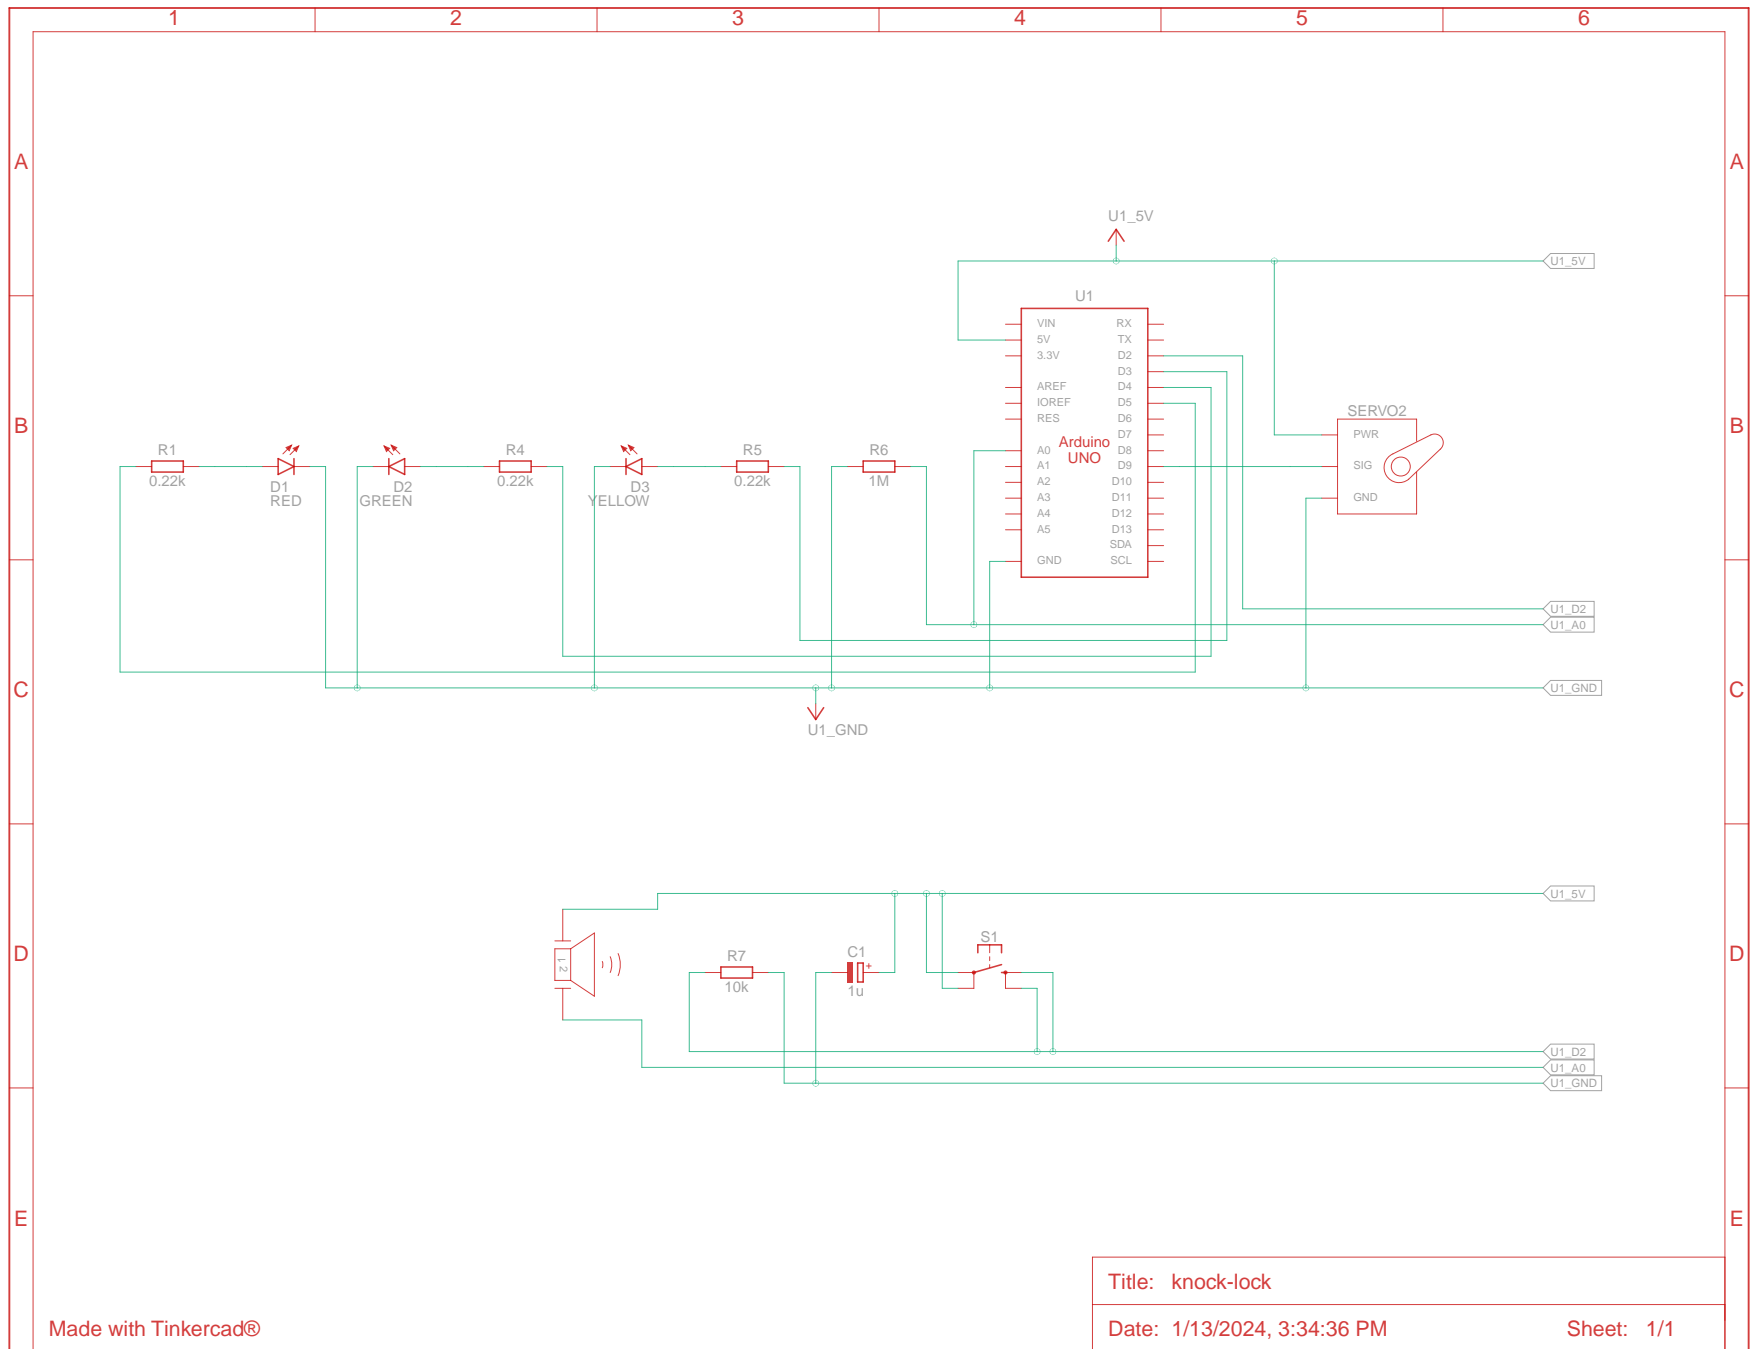 1 2 3 4 5 6
A A
U1_5V
U1_5V
B B
U1
VIN RX
5V TX
3.3V D2
D3
AREF D4
IOREF D5
RES D6
D7
A0 D8
A1 D9
A2 D10
A3 D11
A4 D12
A5 D13
SDA
GND SCL
Arduino
UNO
SERVO2
PWR
SIG
GND
R1
0.22k
D1
RED
D2
GREEN
R4
0.22k
D3
YELLOW
R5
0.22k
R6
1M
U1_D2
U1_A0
C C
U1_GND
U1_GND
U1_5V
D D
1 2
R7
10k
C1
+
1u
S1
U1_D2
U1_A0
U1_GND
E E
Title: knock-lock
Made with Tinkercad®
Date: 1/13/2024, 3:34:36 PM Sheet: 1/1